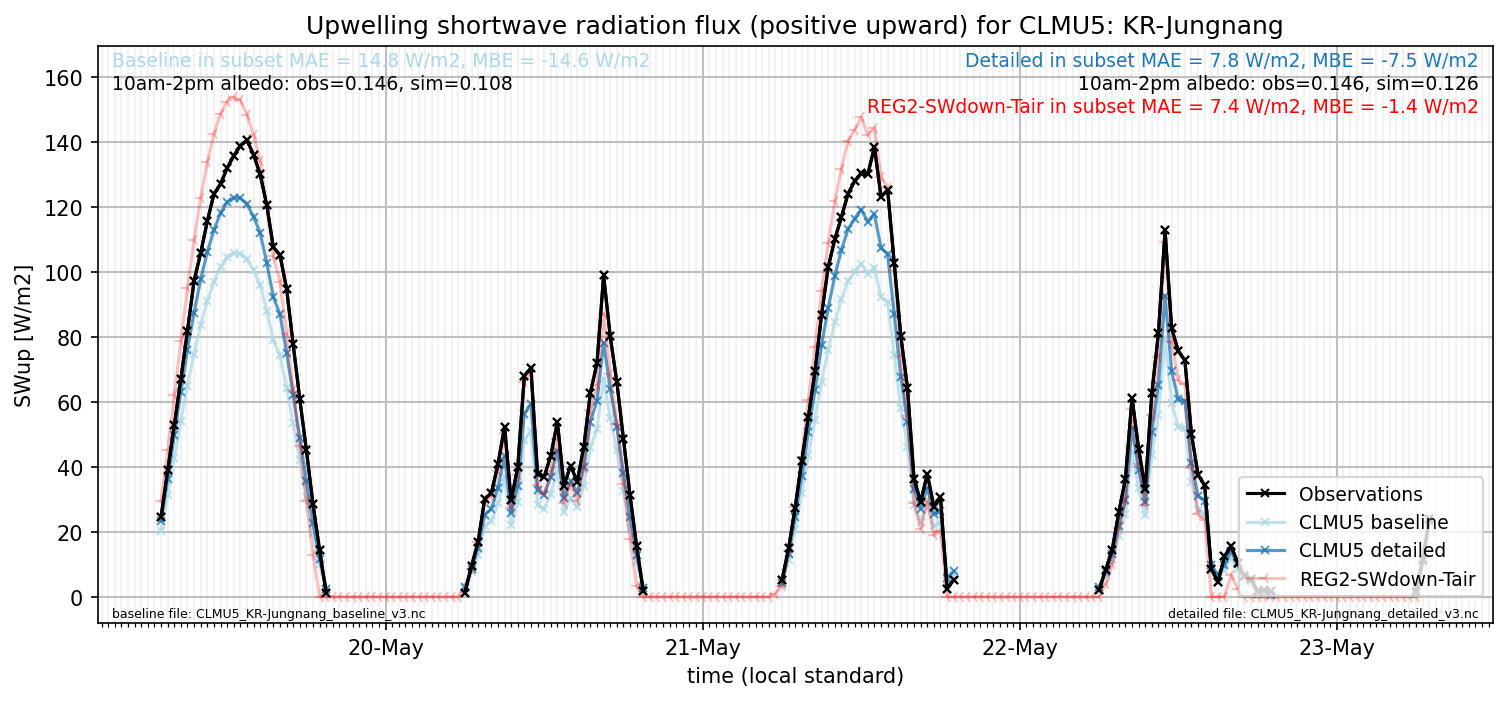 Upwelling shortwave radiation flux (positive upward) for CLMU5: KR-Jungnang
Baseline in subset MAE = 14.8 W/m2, MBE = -14.6 W/m2
10am-2pm albedo: obs=0.146, sim=0.108
Detailed in subset MAE = 7.8 W/m2, MBE = -7.5 W/m2
10am-2pm albedo: obs=0.146, sim=0.126
REG2-SWdown-Tair in subset MAE = 7.4 W/m2, MBE = -1.4 W/m2
SWup [W/m2]
160
140
120
100
80
60
40
20
0
Observations
CLMU5 baseline
CLMU5 detailed
REG2-SWdown-Tair
baseline file: CLMU5_KR-Jungnang_baseline_v3.nc
detailed file: CLMU5_KR-Jungnang_detailed_v3.nc
20-May
21-May
22-May
23-May
time (local standard)